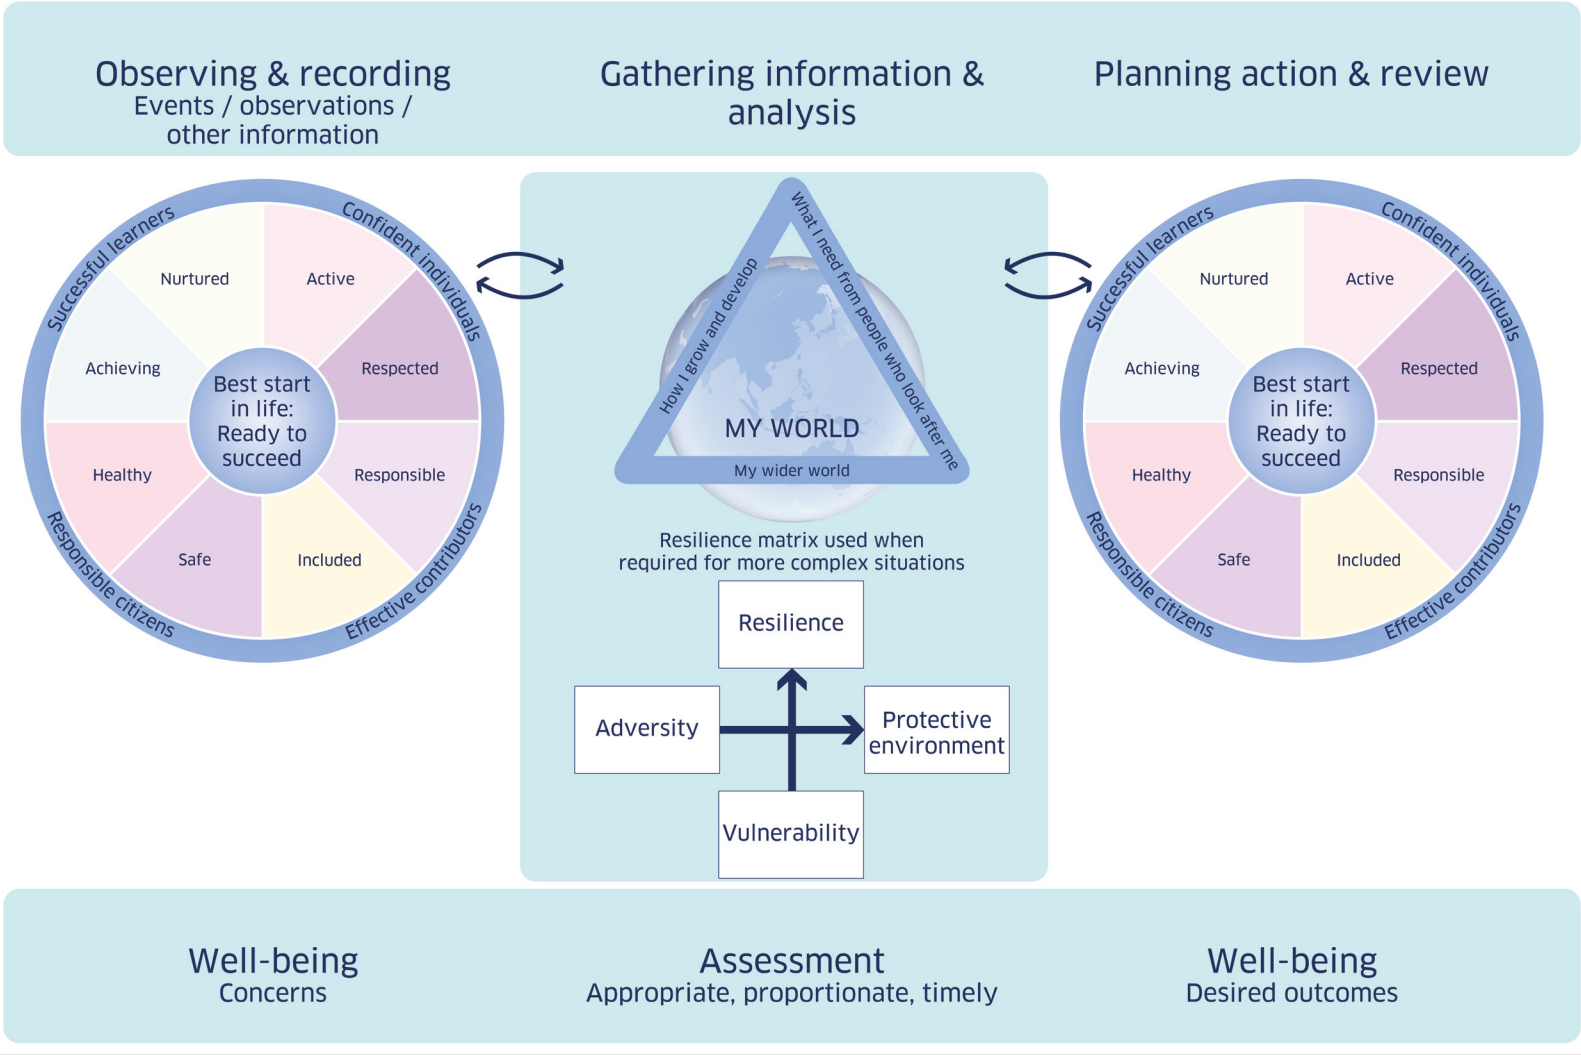 Observing & recording
Events / observations /
other information
Gathering information &
analysis
Planning action & review
Successful learners
Confident individuals
Nurtured
Active
Achieving
Respected
Best start
in life:
Ready to
succeed
Healthy
Responsible
Safe
Included
Responsible citizens
Effective contributors
How I grow and develop
What I need from people who look after me
MY WORLD
My wider world
Resilience matrix used when
required for more complex situations
Resilience
Adversity
Protective
environment
Vulnerability
Successful learners
Confident individuals
Nurtured
Active
Achieving
Respected
Best start
in life:
Ready to
succeed
Healthy
Responsible
Safe
Included
Responsible citizens
Effective contributors
Well-being
Concerns
Assessment
Appropriate, proportionate, timely
Well-being
Desired outcomes